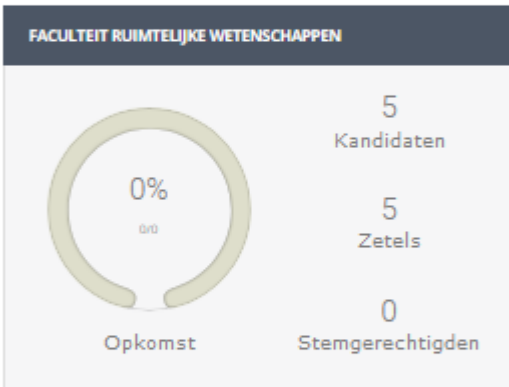 FACULTEIT RUIMTELIJKE WETENSCHAPPEN
0%
0/0
Opkomst
5
Kandidaten
5
Zetels
0
Stemgerechtigden